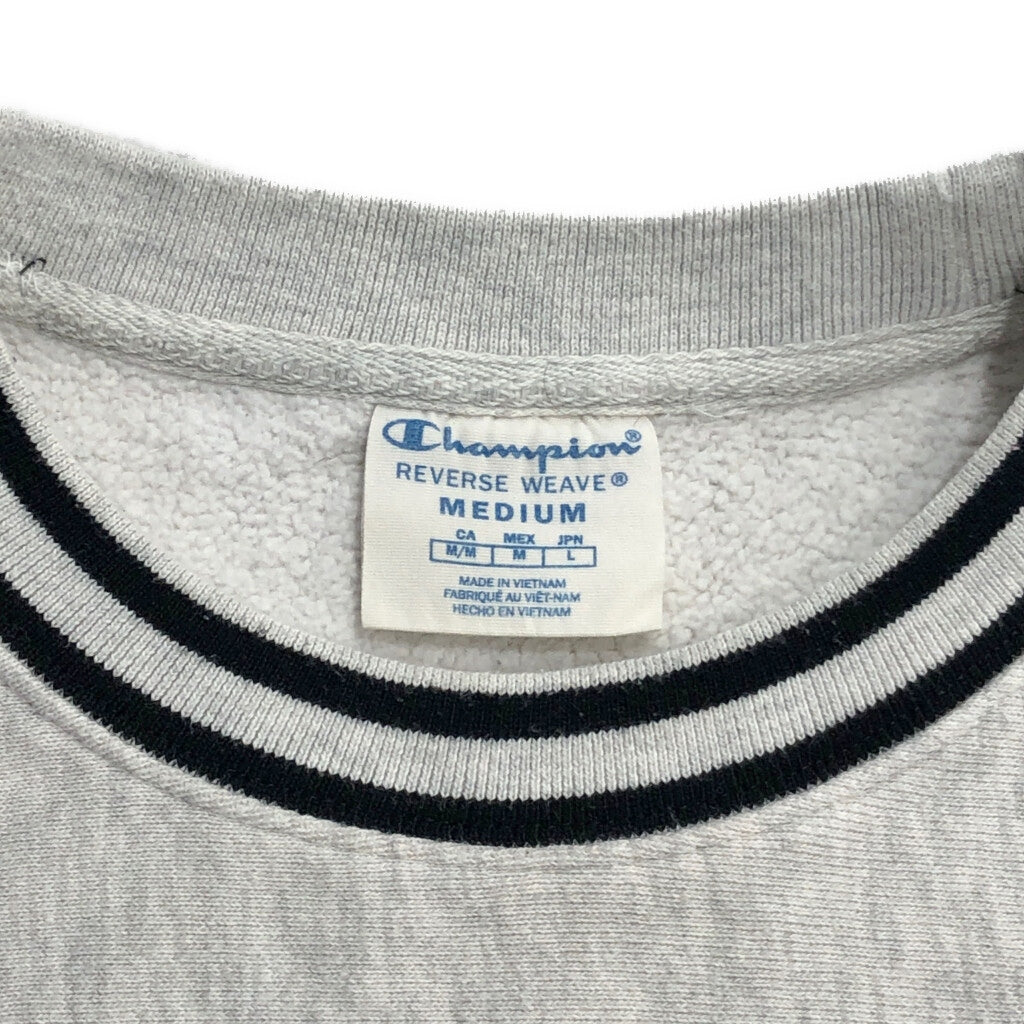 Champion®
REVERSE WEAVE®
MEDIUM
CA MEX JPN
M/M M L
MADE IN VIETNAM
FABRIQUÉ AU VIÊT-NAM
HECHO EN VIETNAM